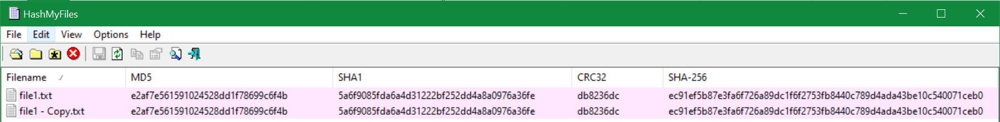 HashMyFiles
File Edit View Options Help
Filename MD5 SHA1 CRC32 SHA-256
file1.txt e2af7e561591024528dd1f78699c6f4b 5a6f9085fda6a4d31222bf252dd4a8a0976a36fe db8236dc ec91ef5b87e3fa6f726a89dc1f6f2753fb8440c789d4ada43be10c540071ceb0
file1 - Copy.txt e2af7e561591024528dd1f78699c6f4b 5a6f9085fda6a4d31222bf252dd4a8a0976a36fe db8236dc ec91ef5b87e3fa6f726a89dc1f6f2753fb8440c789d4ada43be10c540071ceb0